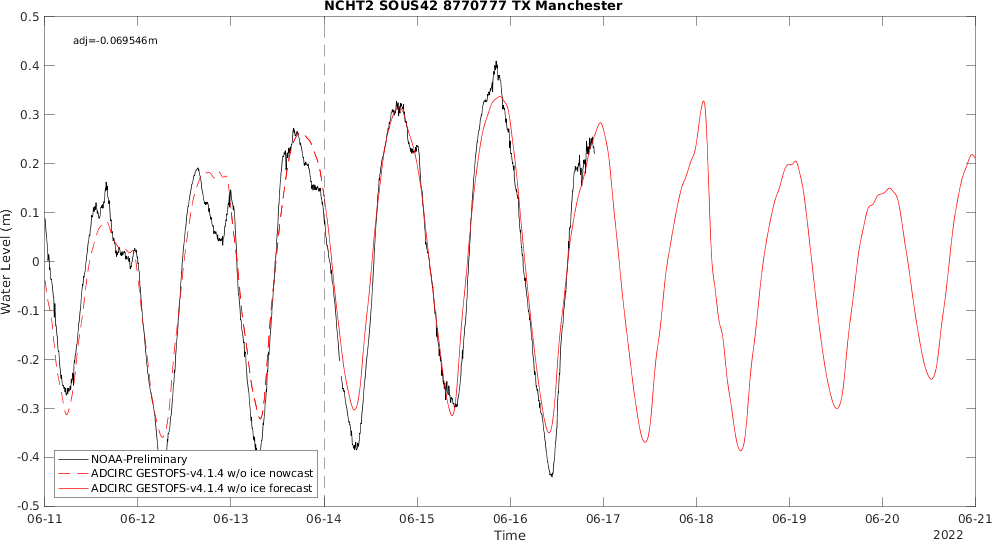 NCHT2 SOUS42 8770777 TX Manchester
adj=-0.069546m
Water Level (m)
0.5
0.4
0.3
0.2
0.1
0
-0.1
-0.2
-0.3
-0.4
-0.5
NOAA-Preliminary
ADCIRC GESTOFS-v4.1.4 w/o ice nowcast
ADCIRC GESTOFS-v4.1.4 w/o ice forecast
06-11 06-12 06-13 06-14 06-15 06-16 06-17 06-18 06-19 06-20 06-21
Time
2022